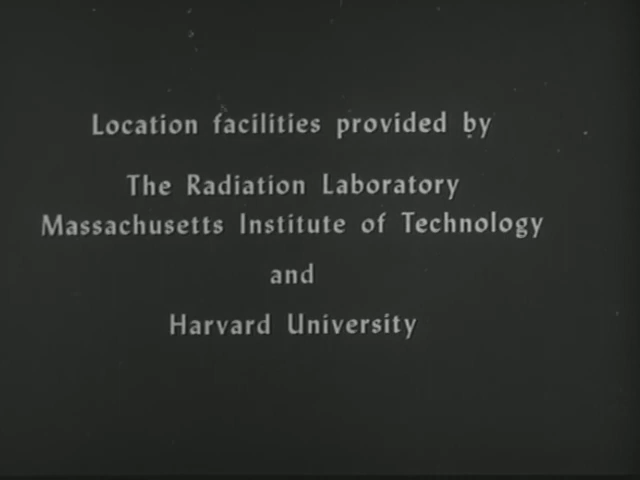 Location facilities provided by
The Radiation Laboratory
Massachusetts Institute of Technology
and
Harvard University